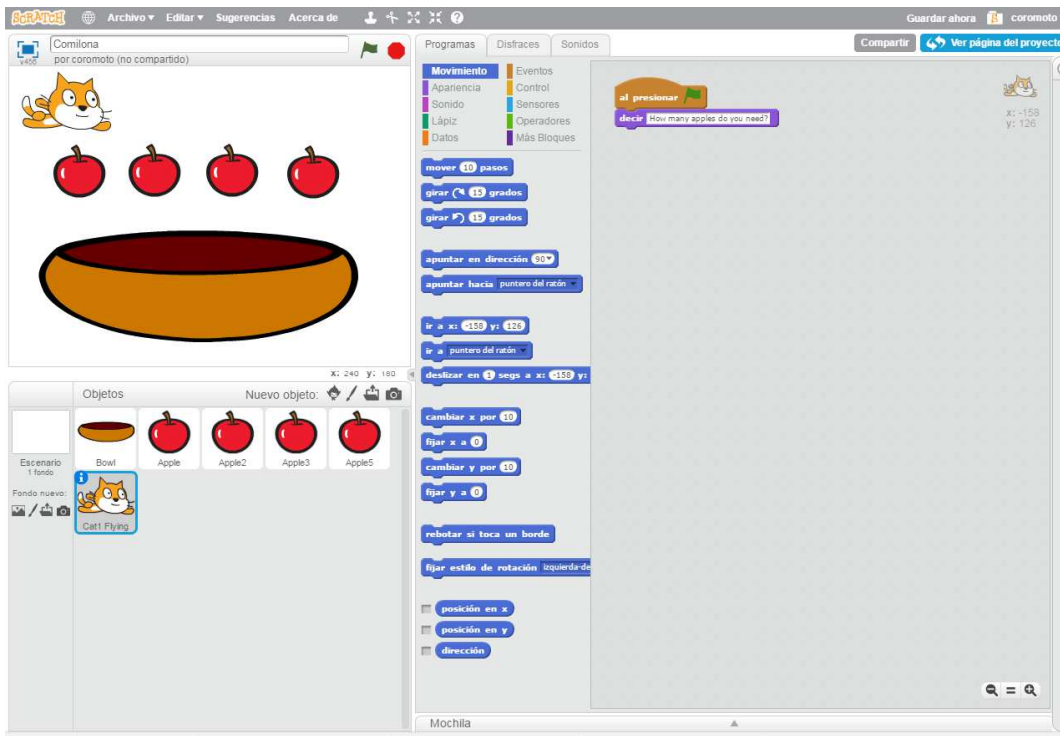 SCRATCH Archivo Editar Sugerencias Acerca de Guardar ahora coromoto
Comilona
por coromoto (no compartido)
v456
Programas Disfraces Sonidos
Compartir Ver página del proyecto
Movimiento Eventos
Apariencia Control
Sonido Sensores
Lápiz Operadores
Datos Más Bloques
mover 10 pasos
girar 15 grados
girar 15 grados
apuntar en dirección 90
apuntar hacia puntero del ratón
ir a x: -158 y: 126
ir a puntero del ratón
deslizar en 1 segs a x: -158 y:
cambiar x por 10
fijar x a 0
cambiar y por 10
fijar y a 0
rebotar si toca un borde
fijar estilo de rotación izquierda-de
posición en x
posición en y
dirección
al presionar
decir How many apples do you need?
x: -158
y: 126
x: 240 y: 180
Objetos Nuevo objeto:
Escenario
1 fondo
Fondo nuevo:
Bowl Apple Apple2 Apple3 Apple5
Cat1 Flying
Mochila